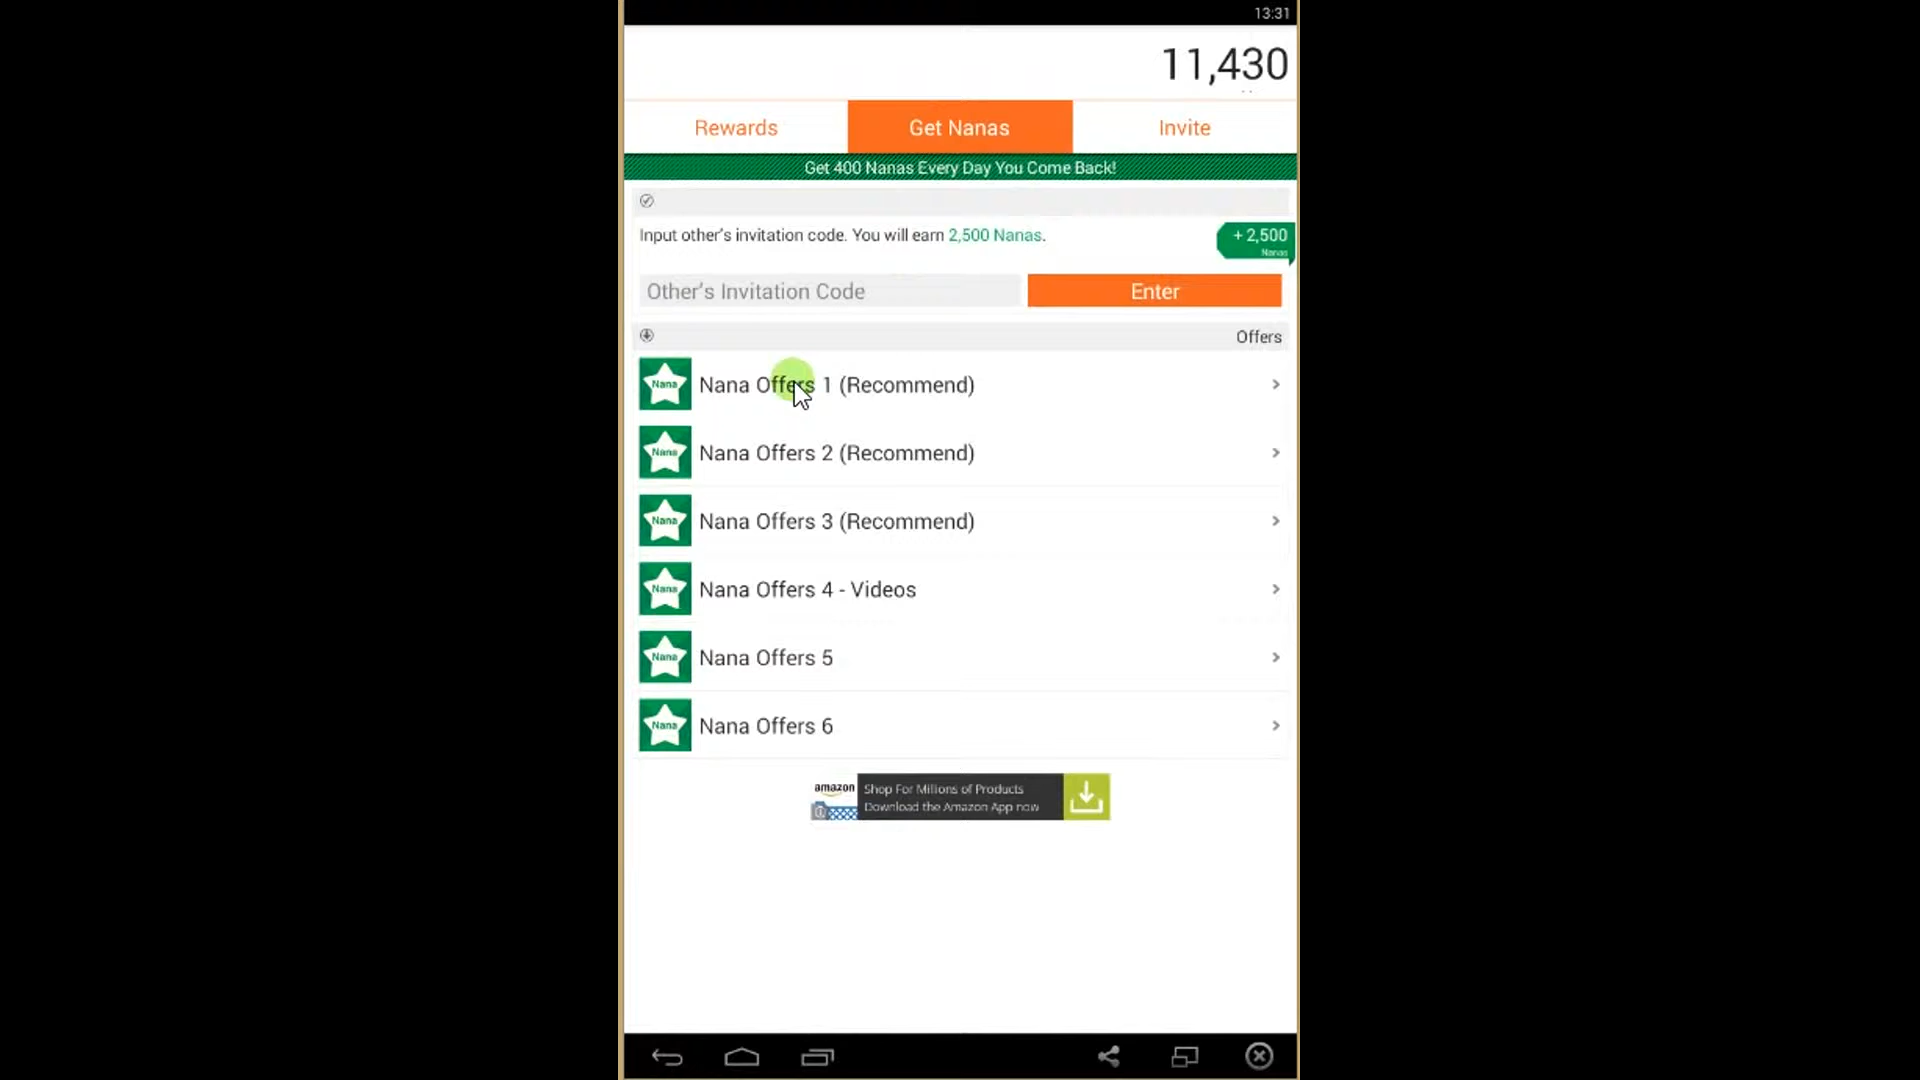 13:31
11,430
Rewards
Get Nanas
Invite
Get 400 Nanas Every Day You Come Back!
Input other's invitation code. You will earn 2,500 Nanas.
+ 2,500
Nanas
Other's Invitation Code
Enter
Offers
Nana
Nana Offers 1 (Recommend)
Nana
Nana Offers 2 (Recommend)
Nana
Nana Offers 3 (Recommend)
Nana
Nana Offers 4 - Videos
Nana
Nana Offers 5
Nana
Nana Offers 6
amazon
Shop For Millions of Products
Download the Amazon App now